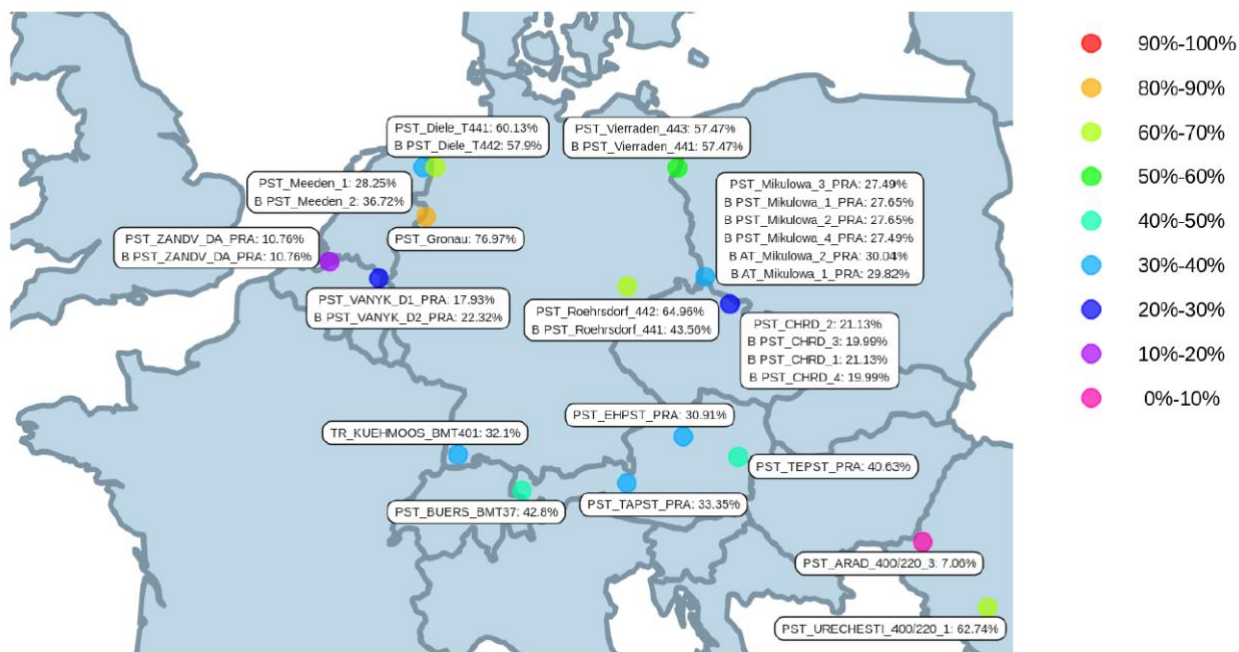 PST_Diele_T441: 60.13%
B PST_Diele_T442: 57.9%
PST_Vierraden_443: 57.47%
B PST_Vierraden_441: 57.47%
PST_Meeden_1: 28.25%
B PST_Meeden_2: 36.72%
PST_Mikulowa_3_PRA: 27.49%
B PST_Mikulowa_1_PRA: 27.65%
B PST_Mikulowa_2_PRA: 27.65%
B PST_Mikulowa_4_PRA: 27.49%
B AT_Mikulowa_2_PRA: 30.04%
B AT_Mikulowa_1_PRA: 29.82%
PST_ZANDV_DA_PRA: 10.76%
B PST_ZANDV_DA_PRA: 10.76%
PST_Gronau: 76.97%
PST_VANYK_D1_PRA: 17.93%
B PST_VANYK_D2_PRA: 22.32%
PST_Roehrsdorf_442: 64.96%
B PST_Roehrsdorf_441: 43.56%
PST_CHRD_2: 21.13%
B PST_CHRD_3: 19.99%
B PST_CHRD_1: 21.13%
B PST_CHRD_4: 19.99%
PST_EHPST_PRA: 30.91%
TR_KUEHMOOS_BMT401: 32.1%
PST_TEPST_PRA: 40.63%
PST_BUERS_BMT37: 42.8%
PST_TAPST_PRA: 33.35%
PST_ARAD_400/220_3: 7.06%
PST_URECHESTI_400/220_1: 62.74%
90%-100%
80%-90%
60%-70%
50%-60%
40%-50%
30%-40%
20%-30%
10%-20%
0%-10%